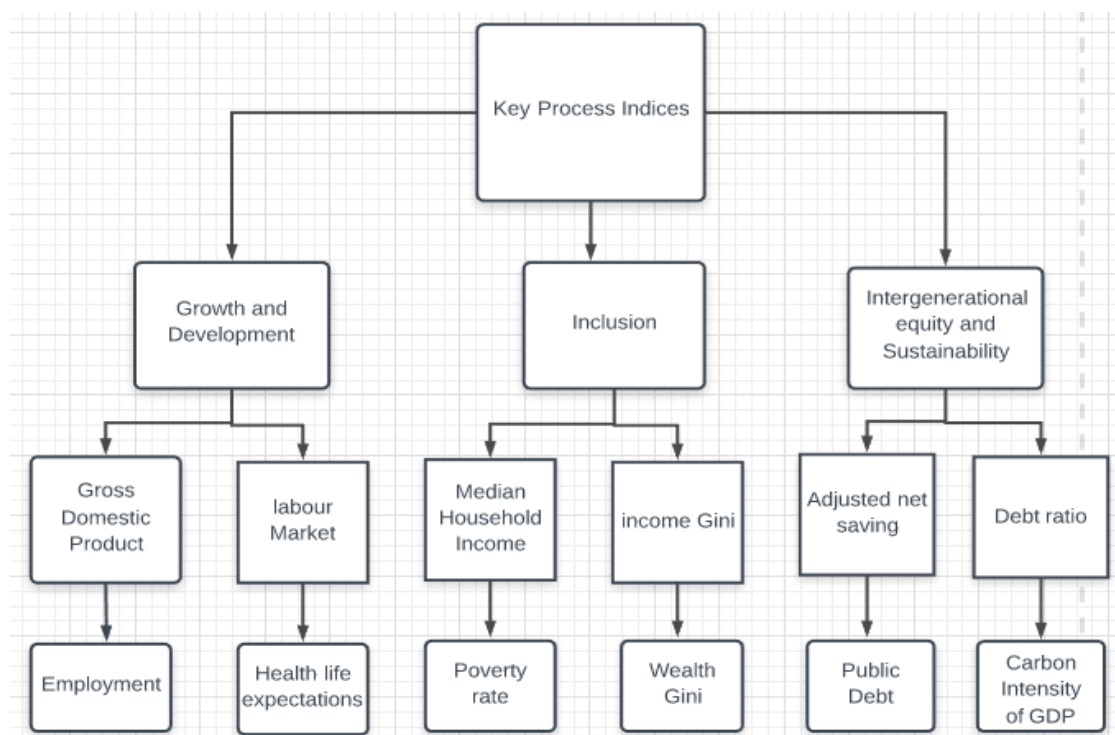 Key Process Indices
Growth and
Development
Inclusion
Intergenerational
equity and
Sustainability
Gross
Domestic
Product
labour
Market
Median
Household
Income
income Gini
Adjusted net
saving
Debt ratio
Employment
Health life
expectations
Poverty
rate
Wealth
Gini
Public
Debt
Carbon
Intensity
of GDP